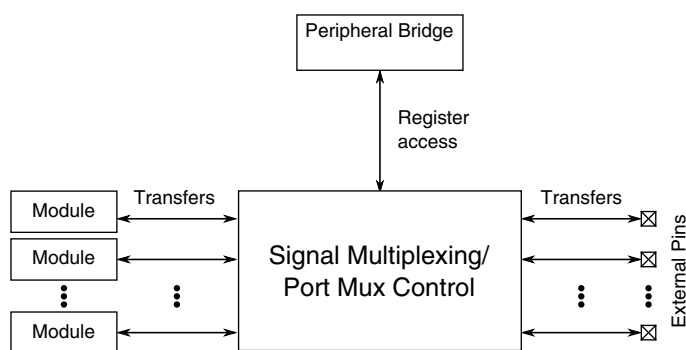 Peripheral Bridge
Register
access
Transfers
Transfers
Module
Module
Module
Signal Multiplexing/
Port Mux Control
External Pins